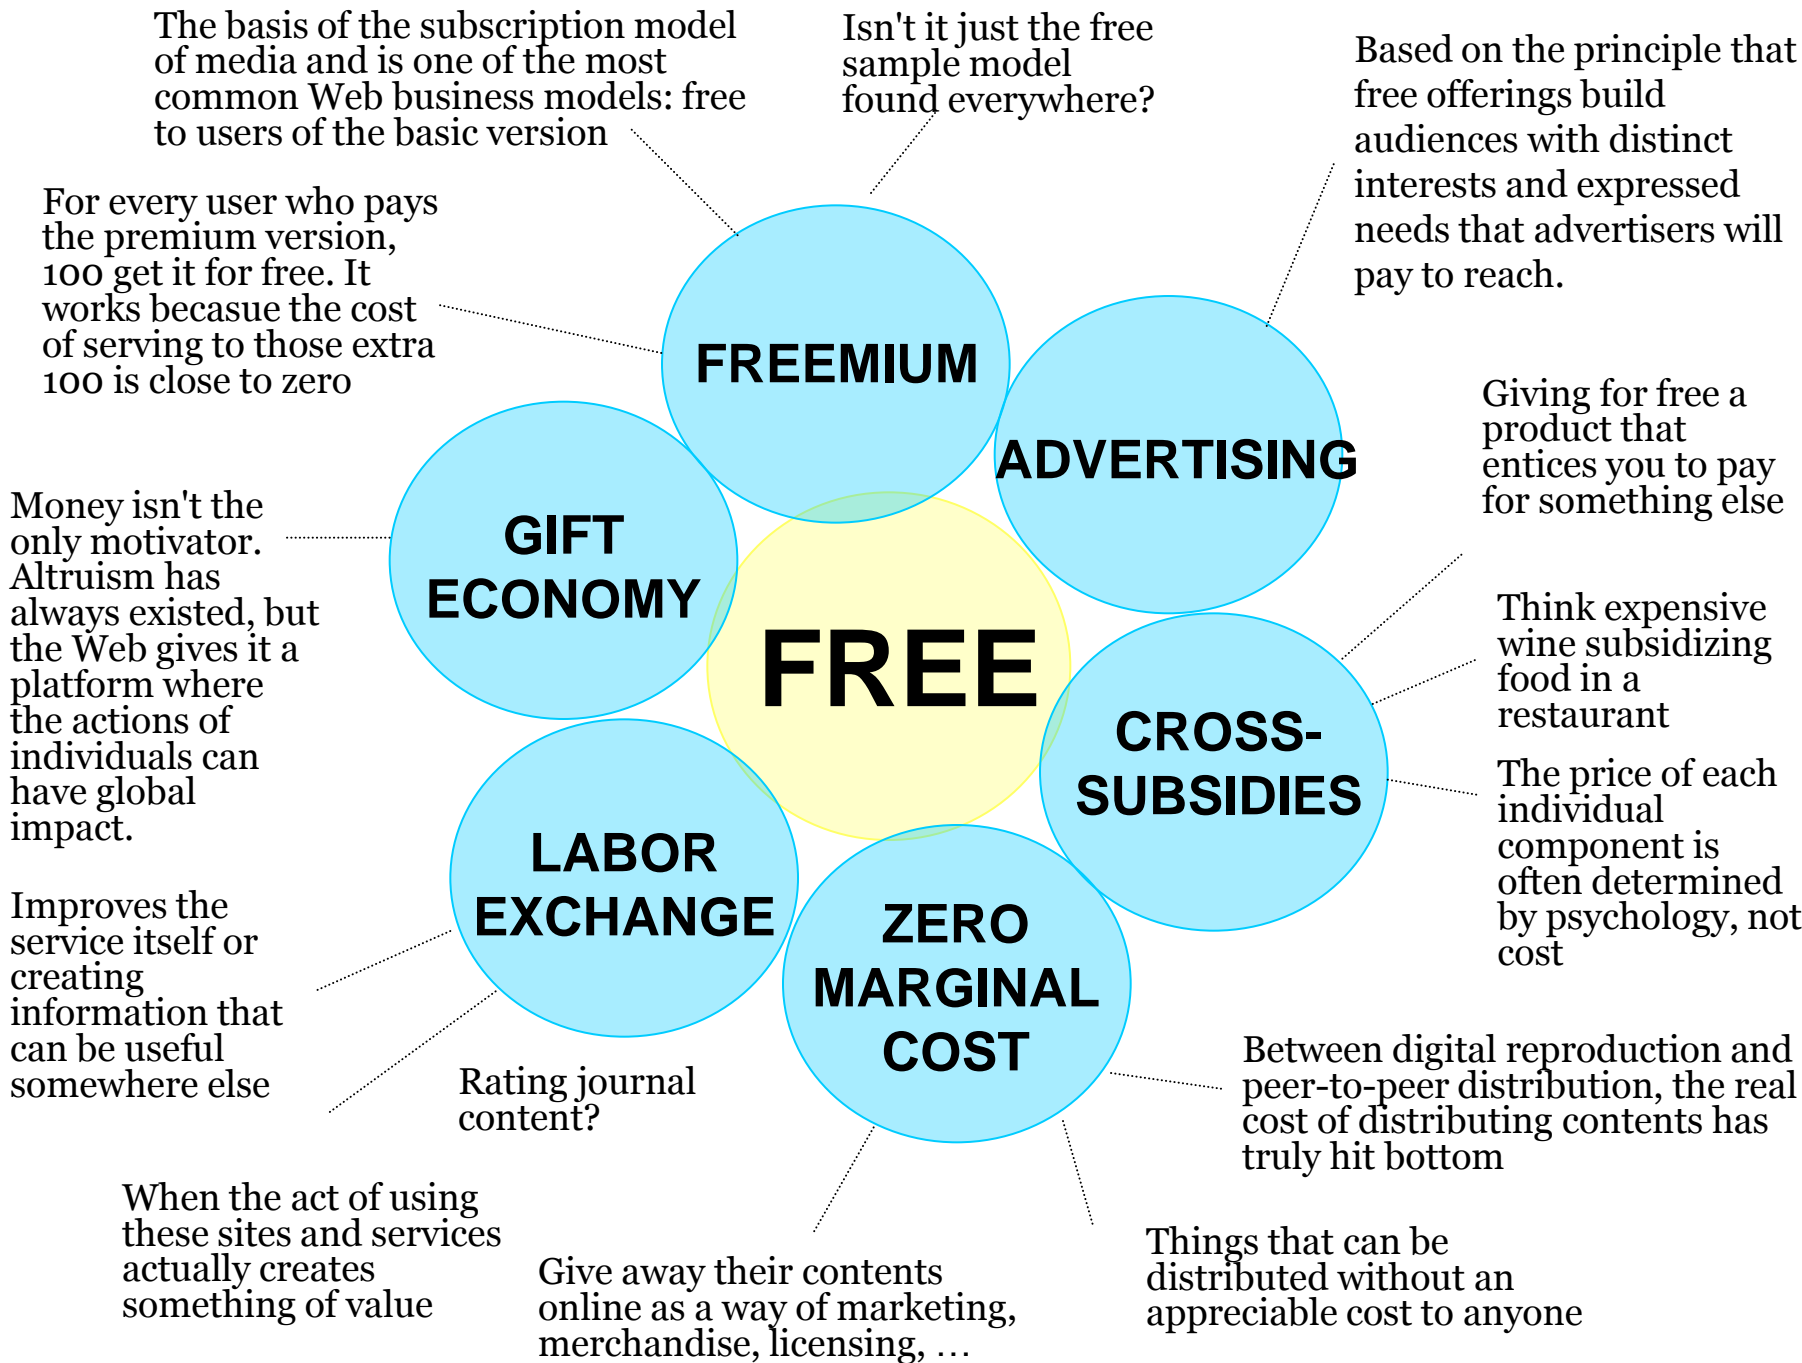 The basis of the subscription model
of media and is one of the most
common Web business models: free
to users of the basic version
Isn't it just the free
sample model
found everywhere?
Based on the principle that
free offerings build
audiences with distinct
interests and expressed
needs that advertisers will
pay to reach.
For every user who pays
the premium version,
100 get it for free. It
works becasue the cost
of serving to those extra
100 is close to zero
FREEMIUM
ADVERTISING
Giving for free a
product that
entices you to pay
for something else
Money isn't the
only motivator.
Altruism has
always existed, but
the Web gives it a
platform where
the actions of
individuals can
have global
impact.
GIFT
ECONOMY
FREE
Think expensive
wine subsidizing
food in a
restaurant
CROSS-
SUBSIDIES
The price of each
individual
component is
often determined
by psychology, not
cost
LABOR
EXCHANGE
Improves the
service itself or
creating
information that
can be useful
somewhere else
ZERO
MARGINAL
COST
Rating journal
content?
Between digital reproduction and
peer-to-peer distribution, the real
cost of distributing contents has
truly hit bottom
When the act of using
these sites and services
actually creates
something of value
Give away their contents
online as a way of marketing,
merchandise, licensing, …
Things that can be
distributed without an
appreciable cost to anyone